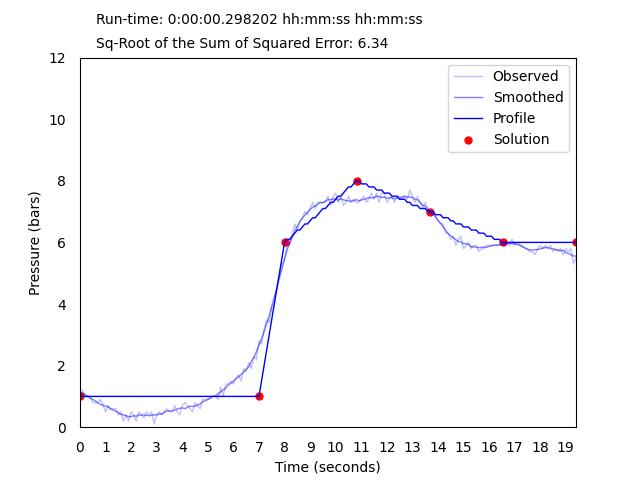 Run-time: 0:00:00.298202 hh:mm:ss hh:mm:ss
Sq-Root of the Sum of Squared Error: 6.34
Observed
Smoothed
Profile
Solution
12
10
8
6
4
2
0
Pressure (bars)
0 1 2 3 4 5 6 7 8 9 10 11 12 13 14 15 16 17 18 19
Time (seconds)